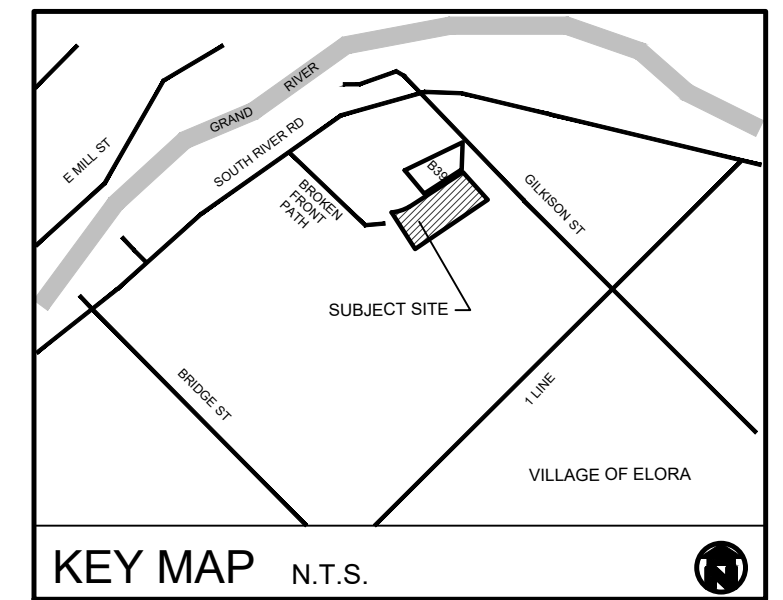 GRAND RIVER
E MILL ST
SOUTH RIVER RD
B39
BROKEN
FRONT
PATH
GILKISON ST
SUBJECT SITE
BRIDGE ST
1 LINE
VILLAGE OF ELORA
KEY MAP N.T.S.
N